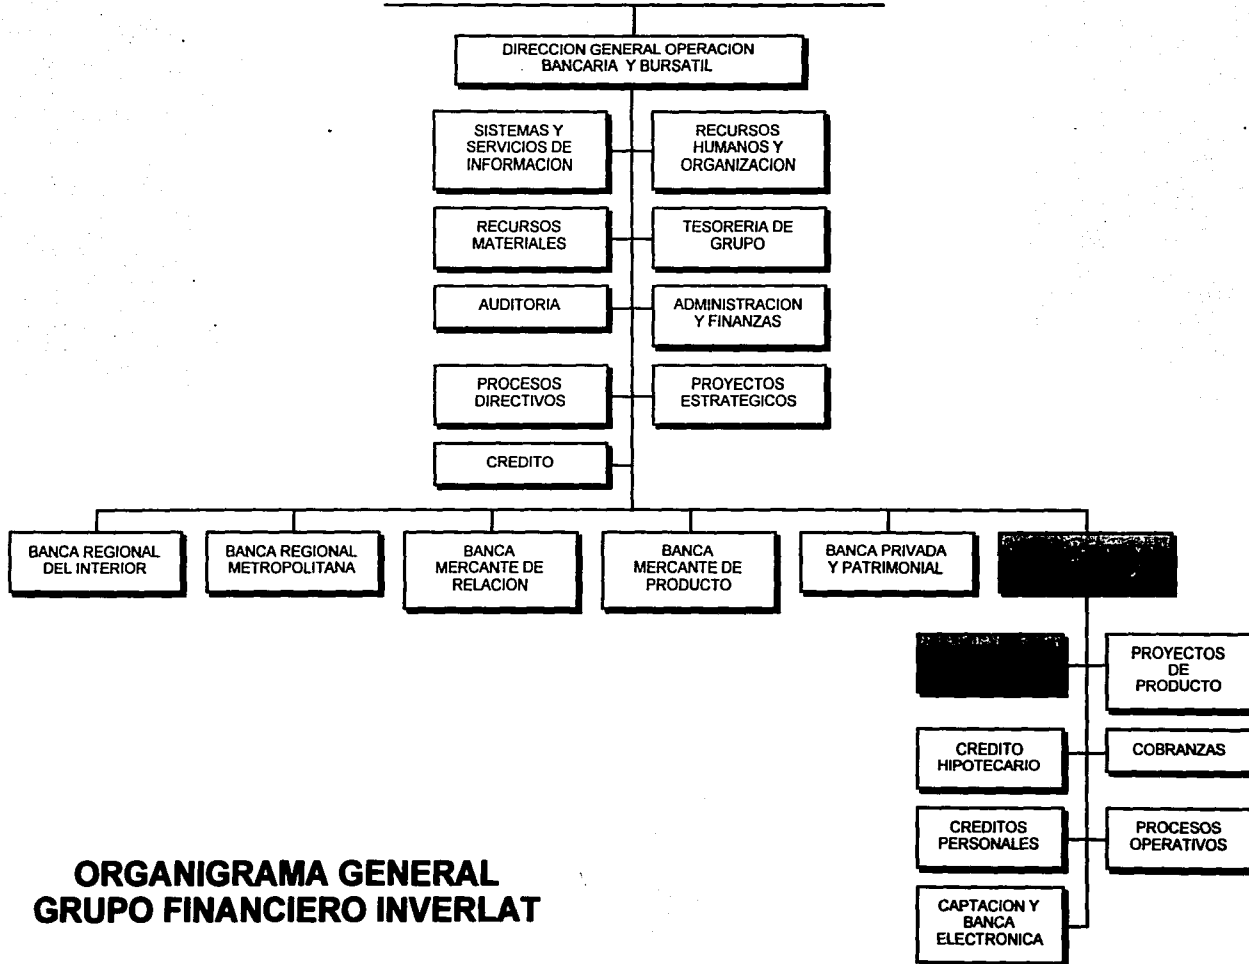 DIRECCION GENERAL OPERACION
BANCARIA Y BURSATIL
SISTEMAS Y
SERVICIOS DE
INFORMACION
RECURSOS
HUMANOS Y
ORGANIZACION
RECURSOS
MATERIALES
TESORERIA DE
GRUPO
AUDITORIA
ADMINISTRACION
Y FINANZAS
PROCESOS
DIRECTIVOS
PROYECTOS
ESTRATEGICOS
CREDITO
BANCA REGIONAL
DEL INTERIOR
BANCA REGIONAL
METROPOLITANA
BANCA
MERCANTE DE
RELACION
BANCA
MERCANTE DE
PRODUCTO
BANCA PRIVADA
Y PATRIMONIAL
PROYECTOS
DE
PRODUCTO
CREDITO
HIPOTECARIO
COBRANZAS
CREDITOS
PERSONALES
PROCESOS
OPERATIVOS
CAPTACION Y
BANCA
ELECTRONICA
ORGANIGRAMA GENERAL
GRUPO FINANCIERO INVERLAT